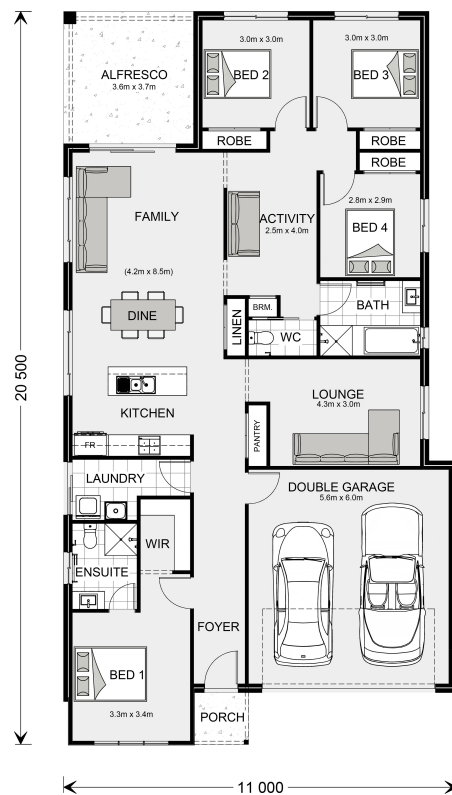 3.0m x 3.0m
BED 2
3.0m x 3.0m
BED 3
ALFRESCO
3.6m x 3.7m
ROBE
ROBE
ROBE
FAMILY
(4.2m x 8.5m)
ACTIVITY
2.5m x 4.0m
2.8m x 2.9m
BED 4
DINE
LINEN
BRM.
WC
BATH
20 500
KITCHEN
LOUNGE
4.3m x 3.0m
PANTRY
FR
LAUNDRY
DOUBLE GARAGE
5.6m x 6.0m
WIR
ENSUITE
FOYER
BED 1
3.3m x 3.4m
PORCH
11 000